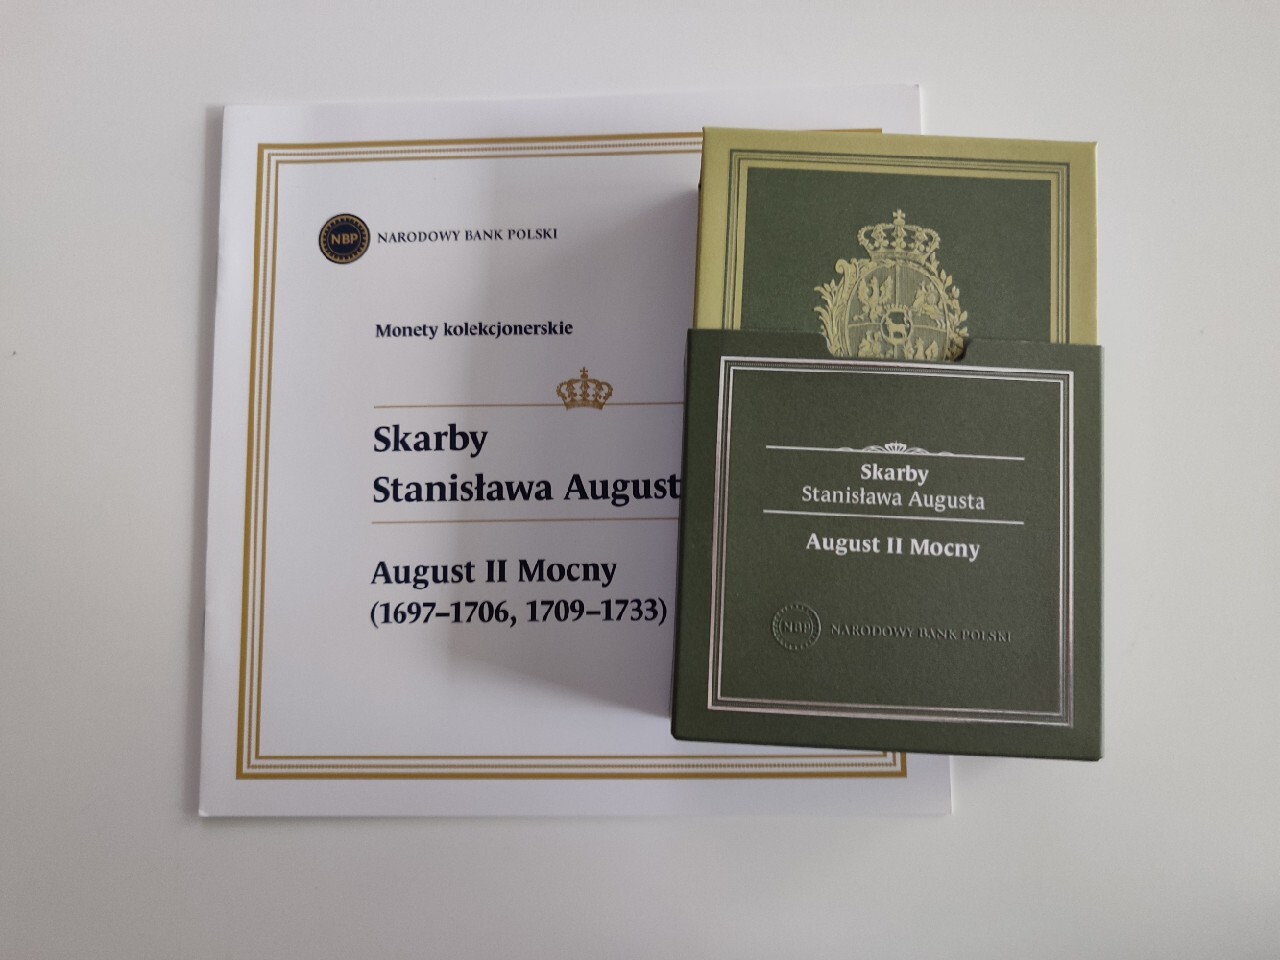 NBP NARODOWY BANK POLSKI
Monety kolekcjonerskie
Skarby
Stanisława August
August II Mocny
(1697–1706, 1709–1733)
Skarby
Stanisława Augusta
August II Mocny
NBP NARODOWY BANK POLSKI